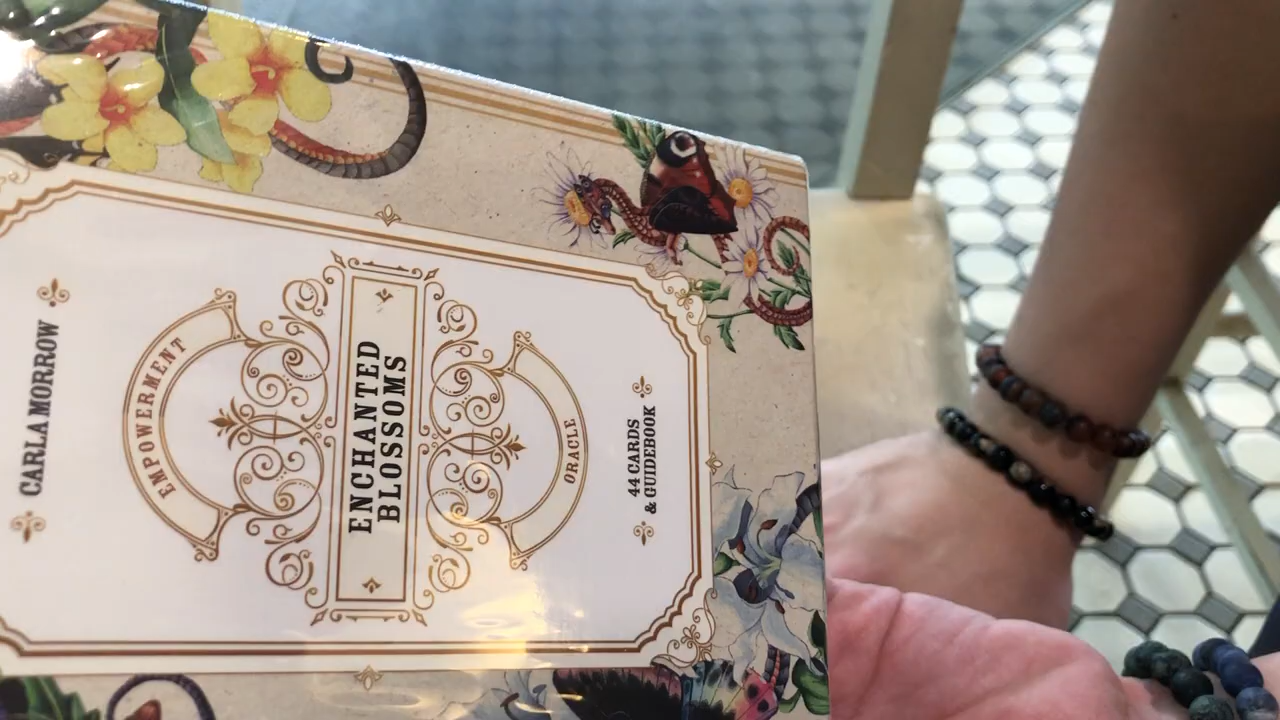 CARLA MORROW
EMPOWERMENT
ENCHANTED
BLOSSOMS
ORACLE
44 CARDS
& GUIDEBOOK